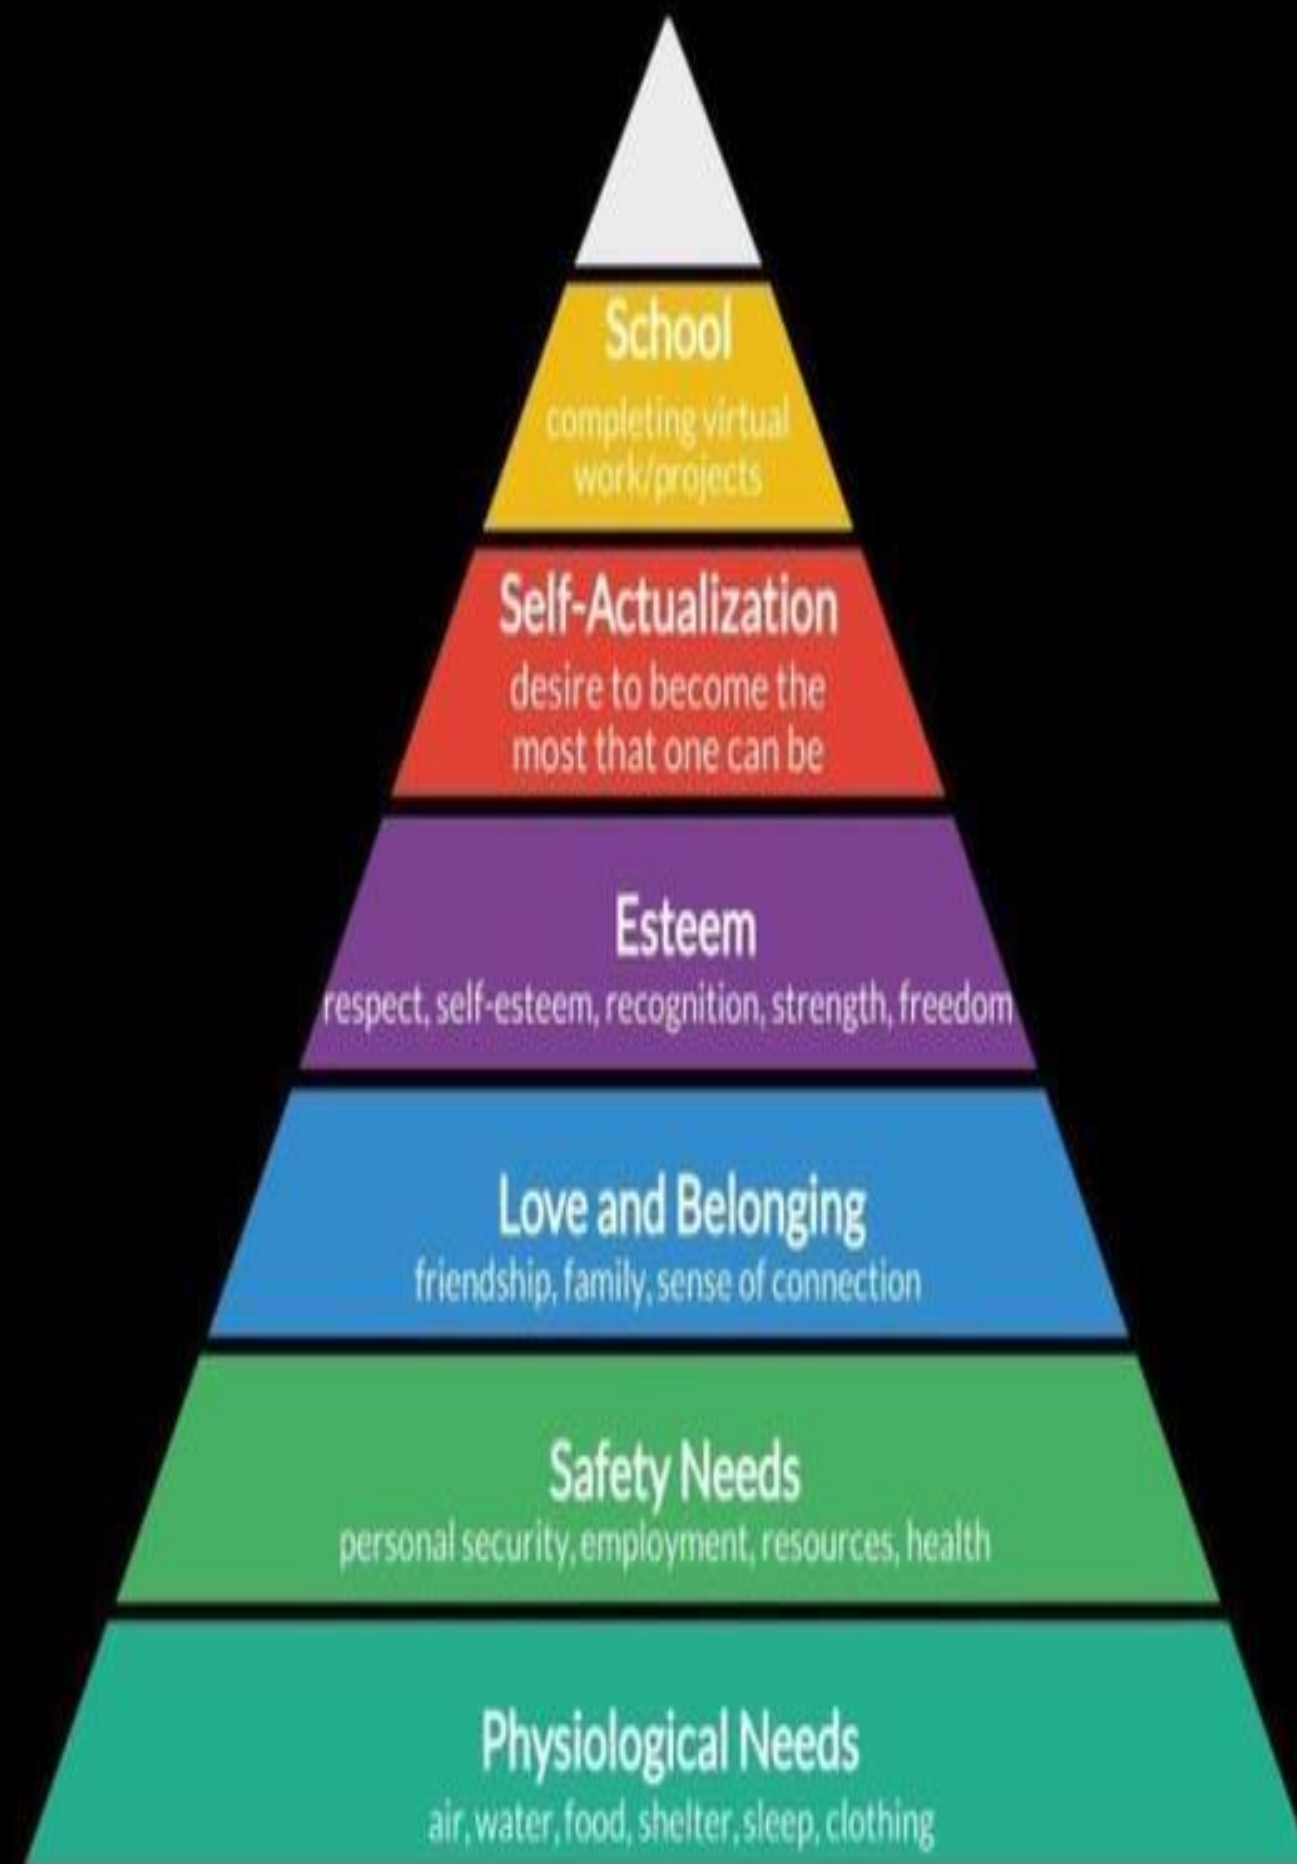 School
completing virtual
work/projects
Self-Actualization
desire to become the
most that one can be
Esteem
respect, self-esteem, recognition, strength, freedom
Love and Belonging
friendship, family, sense of connection
Safety Needs
personal security, employment, resources, health
Physiological Needs
air, water, food, shelter, sleep, clothing